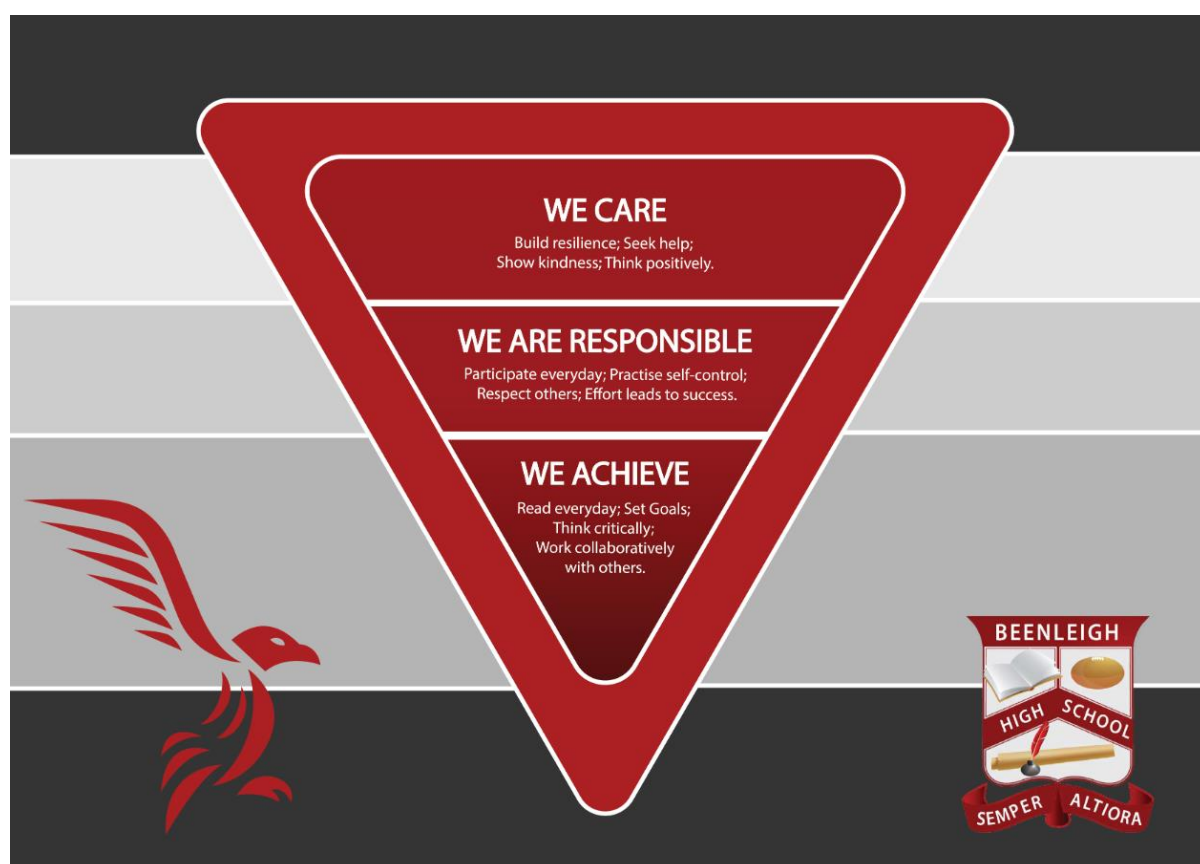 WE CARE
Build resilience; Seek help;
Show kindness; Think positively.
WE ARE RESPONSIBLE
Participate everyday; Practise self-control;
Respect others; Effort leads to success.
WE ACHIEVE
Read everyday; Set Goals;
Think critically;
Work collaboratively
with others.
BEENLEIGH
HIGH SCHOOL
SEMPER ALTIORA